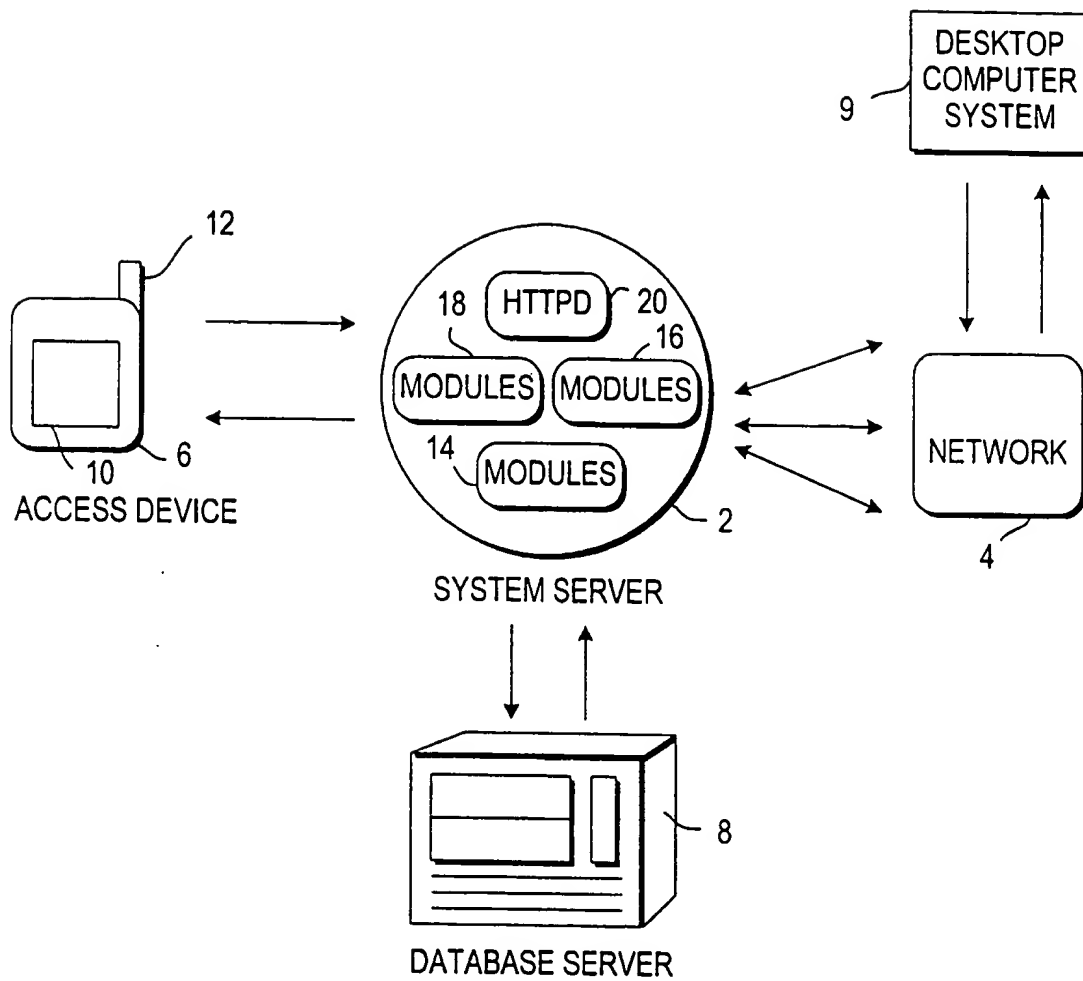 DESKTOP
COMPUTER
SYSTEM
9
12
HTTPD
20
18
16
MODULES
MODULES
14
MODULES
NETWORK
10
6
ACCESS DEVICE
2
4
SYSTEM SERVER
8
DATABASE SERVER